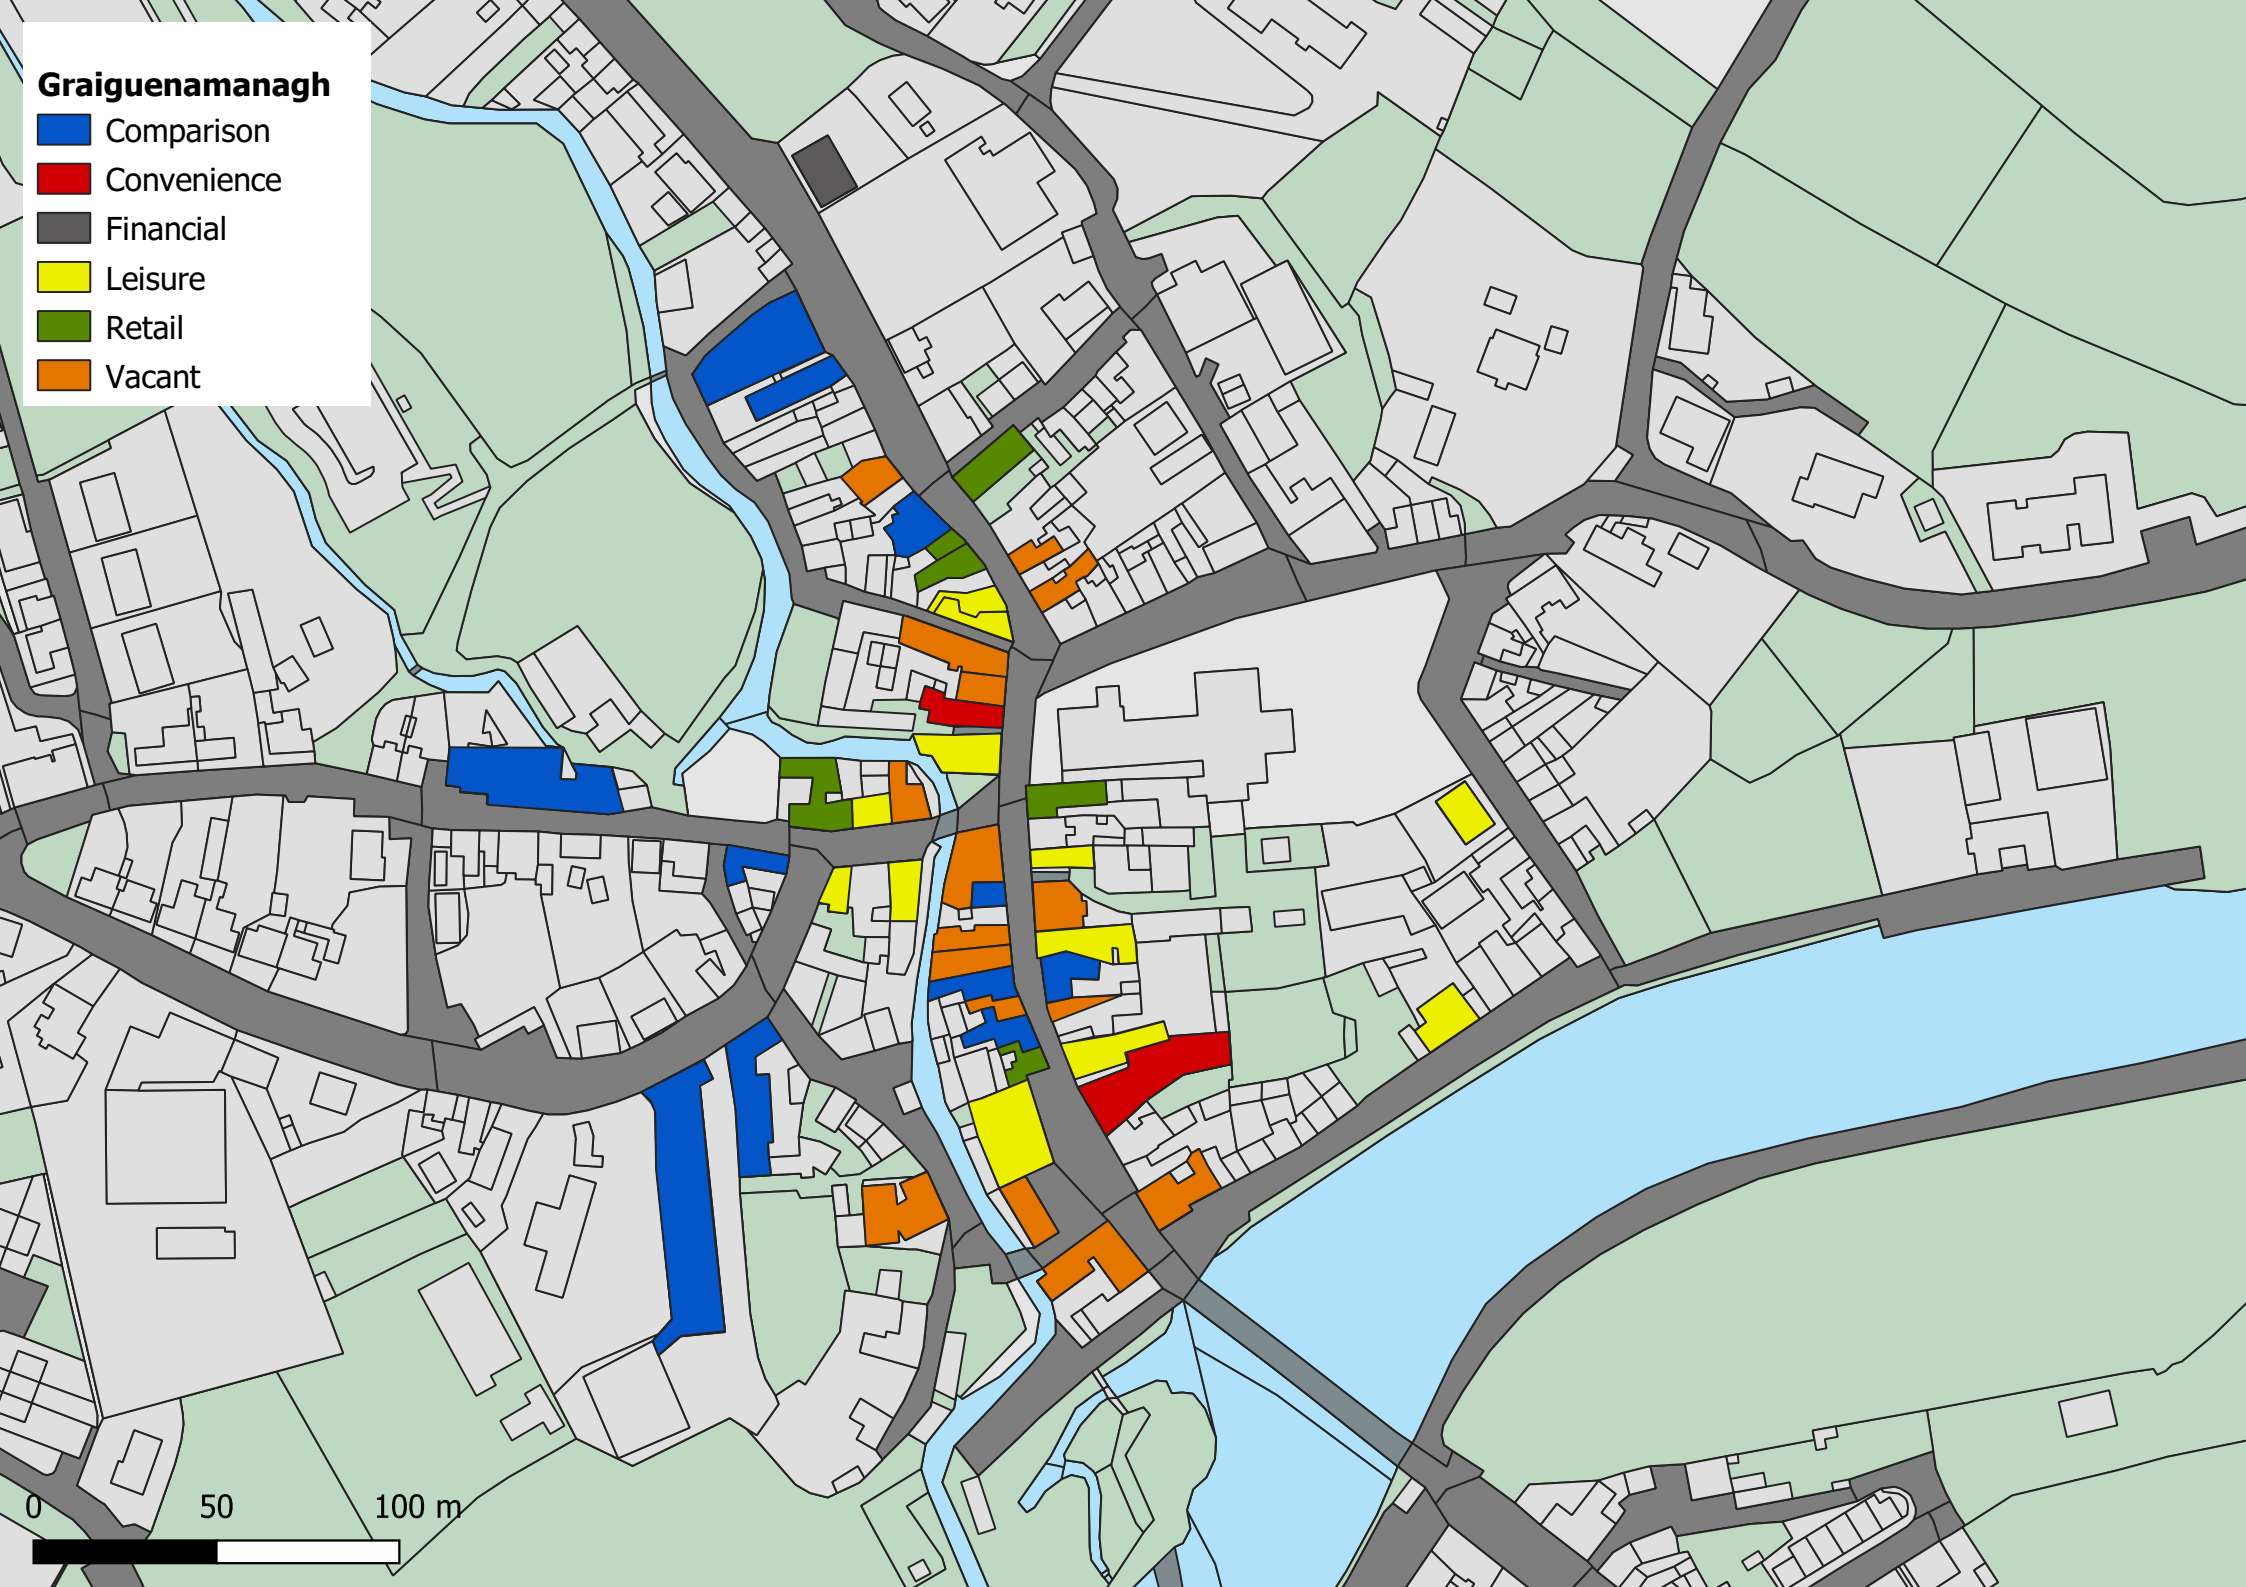 Graiguenamanagh
Comparison
Convenience
Financial
Leisure
Retail
Vacant
0 50 100 m